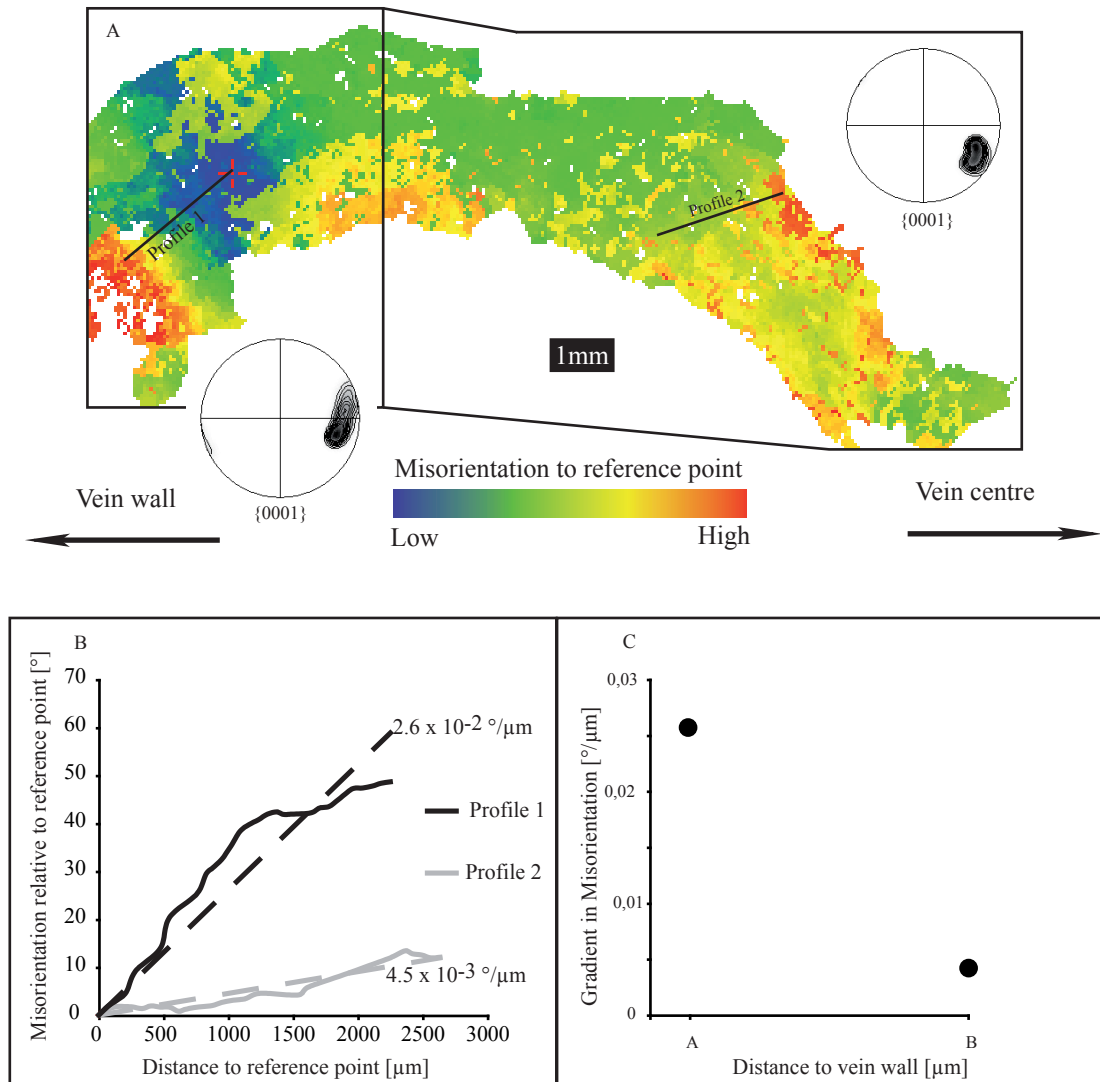 A
Profile 1
Profile 2
{0001}
1mm
{0001}
Misorientation to reference point
Low
High
Vein wall
Vein centre
B
Misorientation relative to reference point [°]
70
60
50
40
30
20
10
0
0
500
1000
1500
2000
2500
3000
Distance to reference point [µm]
2.6 x 10-2 °/µm
Profile 1
Profile 2
4.5 x 10-3 °/µm
C
Gradient in Misorientation [°/µm]
0,03
0,02
0,01
0
A
B
Distance to vein wall [µm]